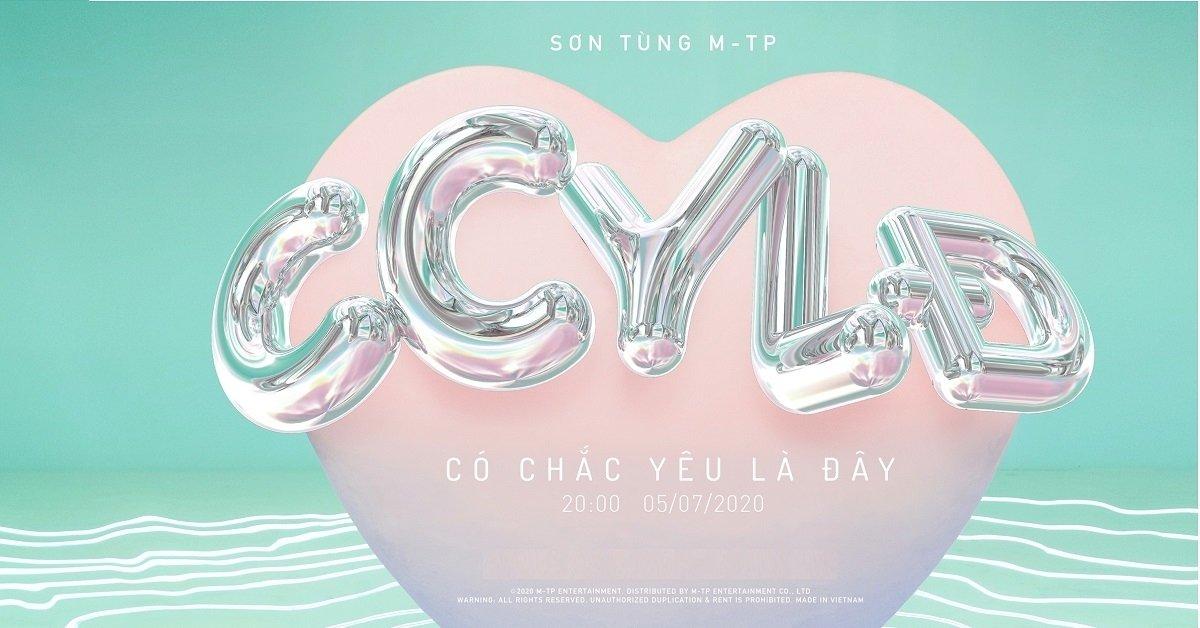 SƠN TÙNG M-TP
CCYLĐ
CÓ CHẮC YÊU LÀ ĐÂY
20:00 05/07/2020
©2020 M-TP ENTERTAINMENT. DISTRIBUTED BY M-TP ENTERTAINMENT CO., LTD
WARNING: ALL RIGHTS RESERVED. UNAUTHORIZED DUPLICATION & RENT IS PROHIBITED. MADE IN VIETNAM